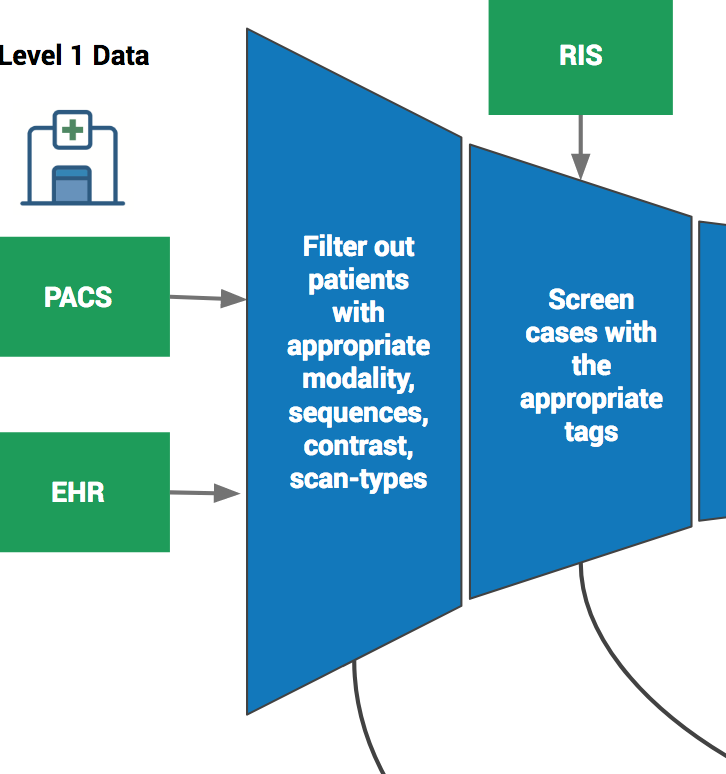 Level 1 Data
RIS
PACS
EHR
Filter out
patients
with
appropriate
modality,
sequences,
contrast,
scan-types
Screen
cases with
the
appropriate
tags